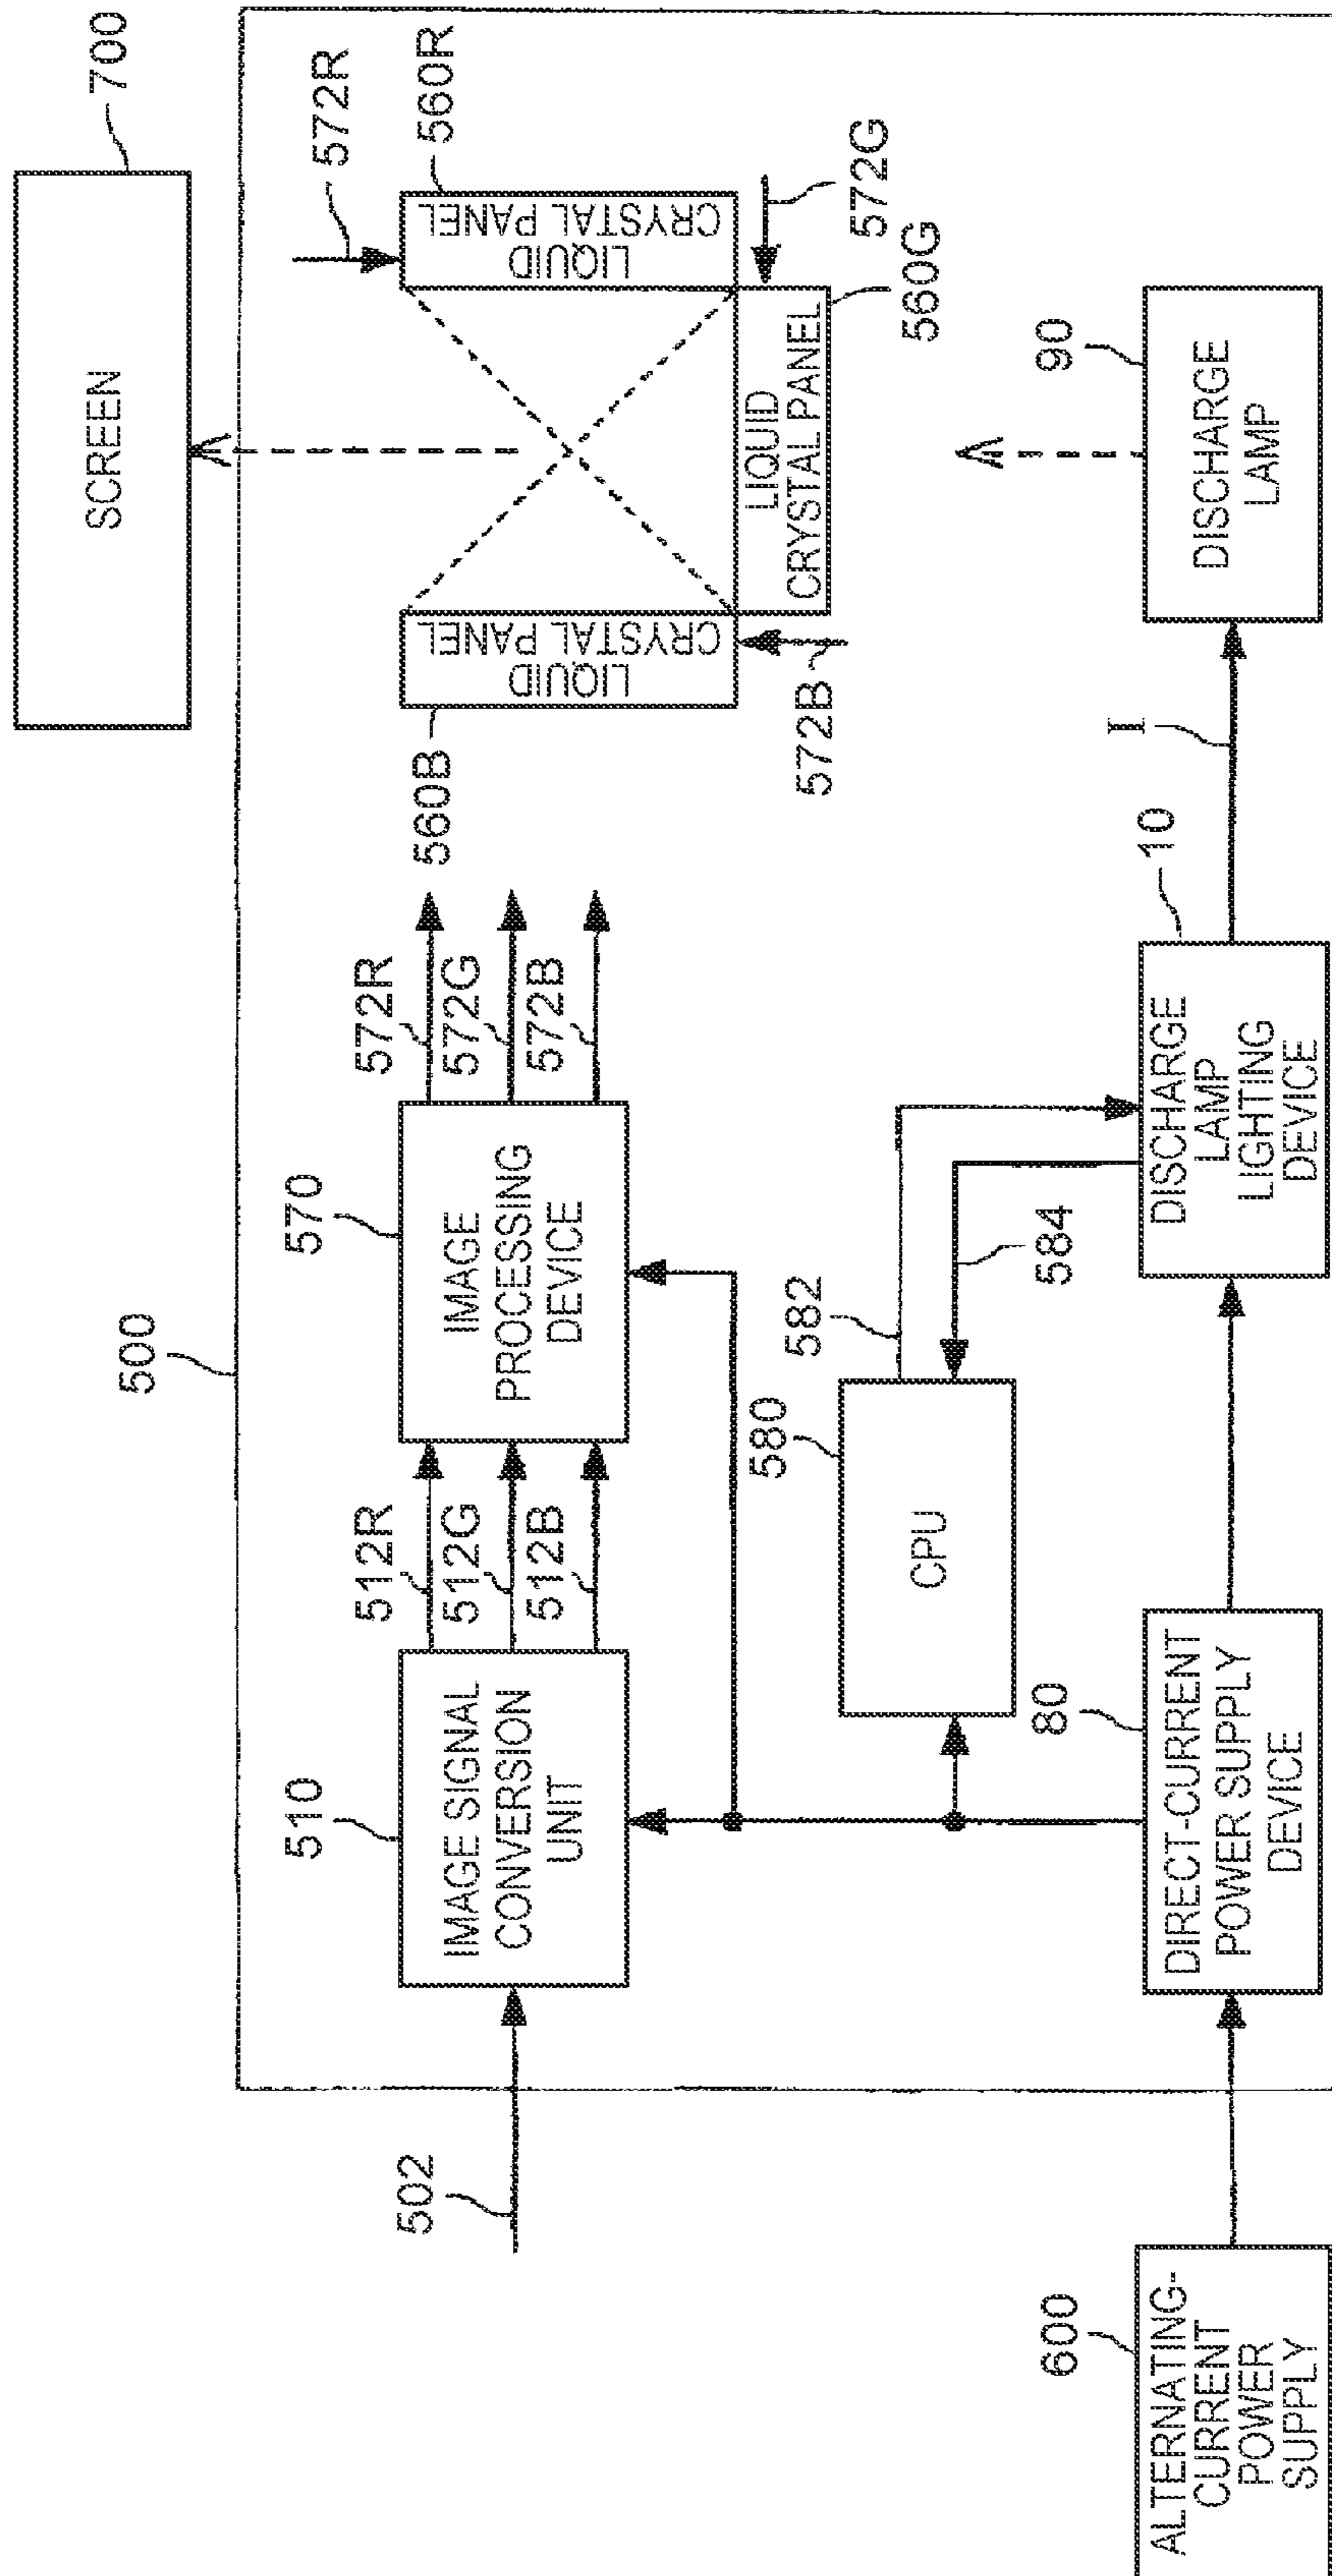 700
SCREEN
500
572R
560R
LIQUID
CRYSTAL PANEL
572G
560G
LIQUID
CRYSTAL PANEL
560B
LIQUID
CRYSTAL PANEL
572B
510
IMAGE SIGNAL
CONVERSION
UNIT
502
512R
512G
512B
570
IMAGE
PROCESSING
DEVICE
572R
572G
572B
580
CPU
582
584
600
ALTERNATING-
CURRENT
POWER
SUPPLY
80
DIRECT-CURRENT
POWER SUPPLY
DEVICE
10
DISCHARGE
LAMP
LIGHTING
DEVICE
I
90
DISCHARGE
LAMP